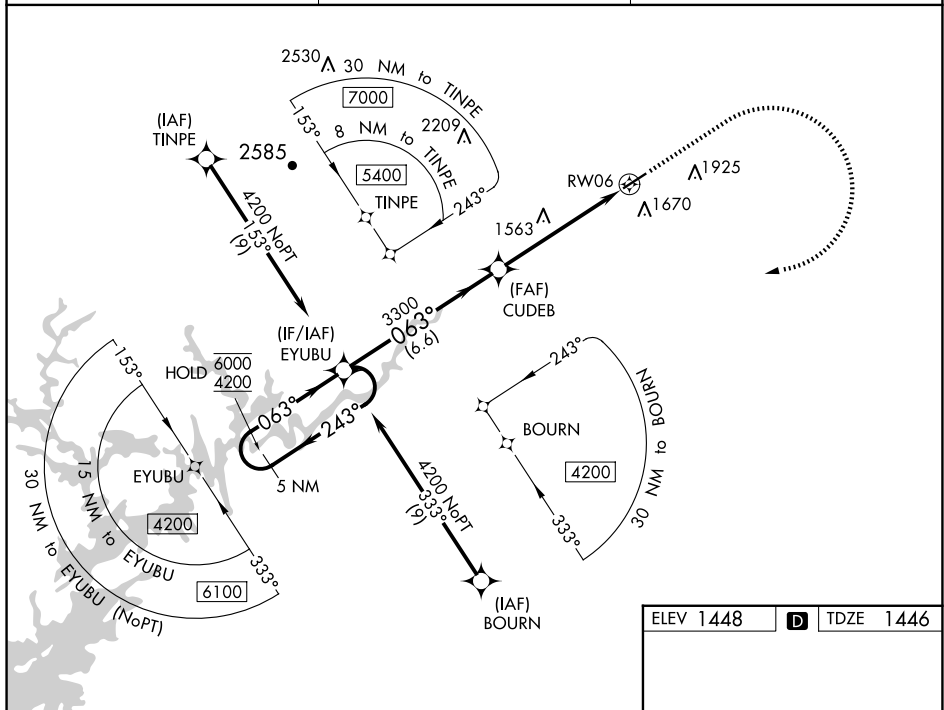 2530
30 NM to TINPE
7000
153°
8 NM to TINPE
2209
5400
TINPE
243°
(IAF)
TINPE
2585
4200 NoPT
153°
(9)
RW06
1925
1670
1563
(FAF)
CUDEB
(IF/IAF)
EYUBU
3300
063°
(6.6)
HOLD
6000
4200
063°
243°
5 NM
153°
EYUBU
15 NM to EYUBU
4200
30 NM to EYUBU (NoPT)
6100
333°
4200 NoPT
333°
(9)
(IAF)
BOURN
243°
BOURN
4200
30 NM to BOURN
333°
ELEV 1448
D
TDZE 1446